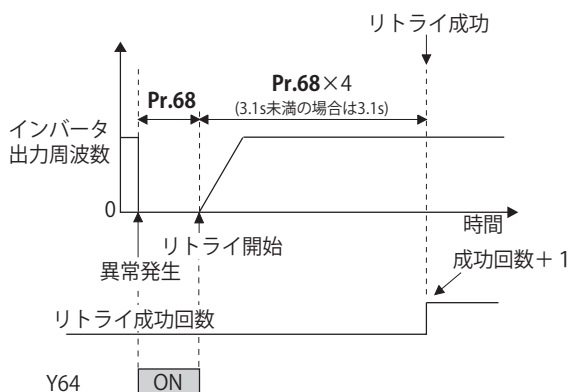 リトライ成功
Pr.68
Pr.68×4
(3.1s未満の場合は3.1s)
インバータ
出力周波数
0
時間
リトライ開始
異常発生
成功回数＋1
リトライ成功回数
Y64
ON